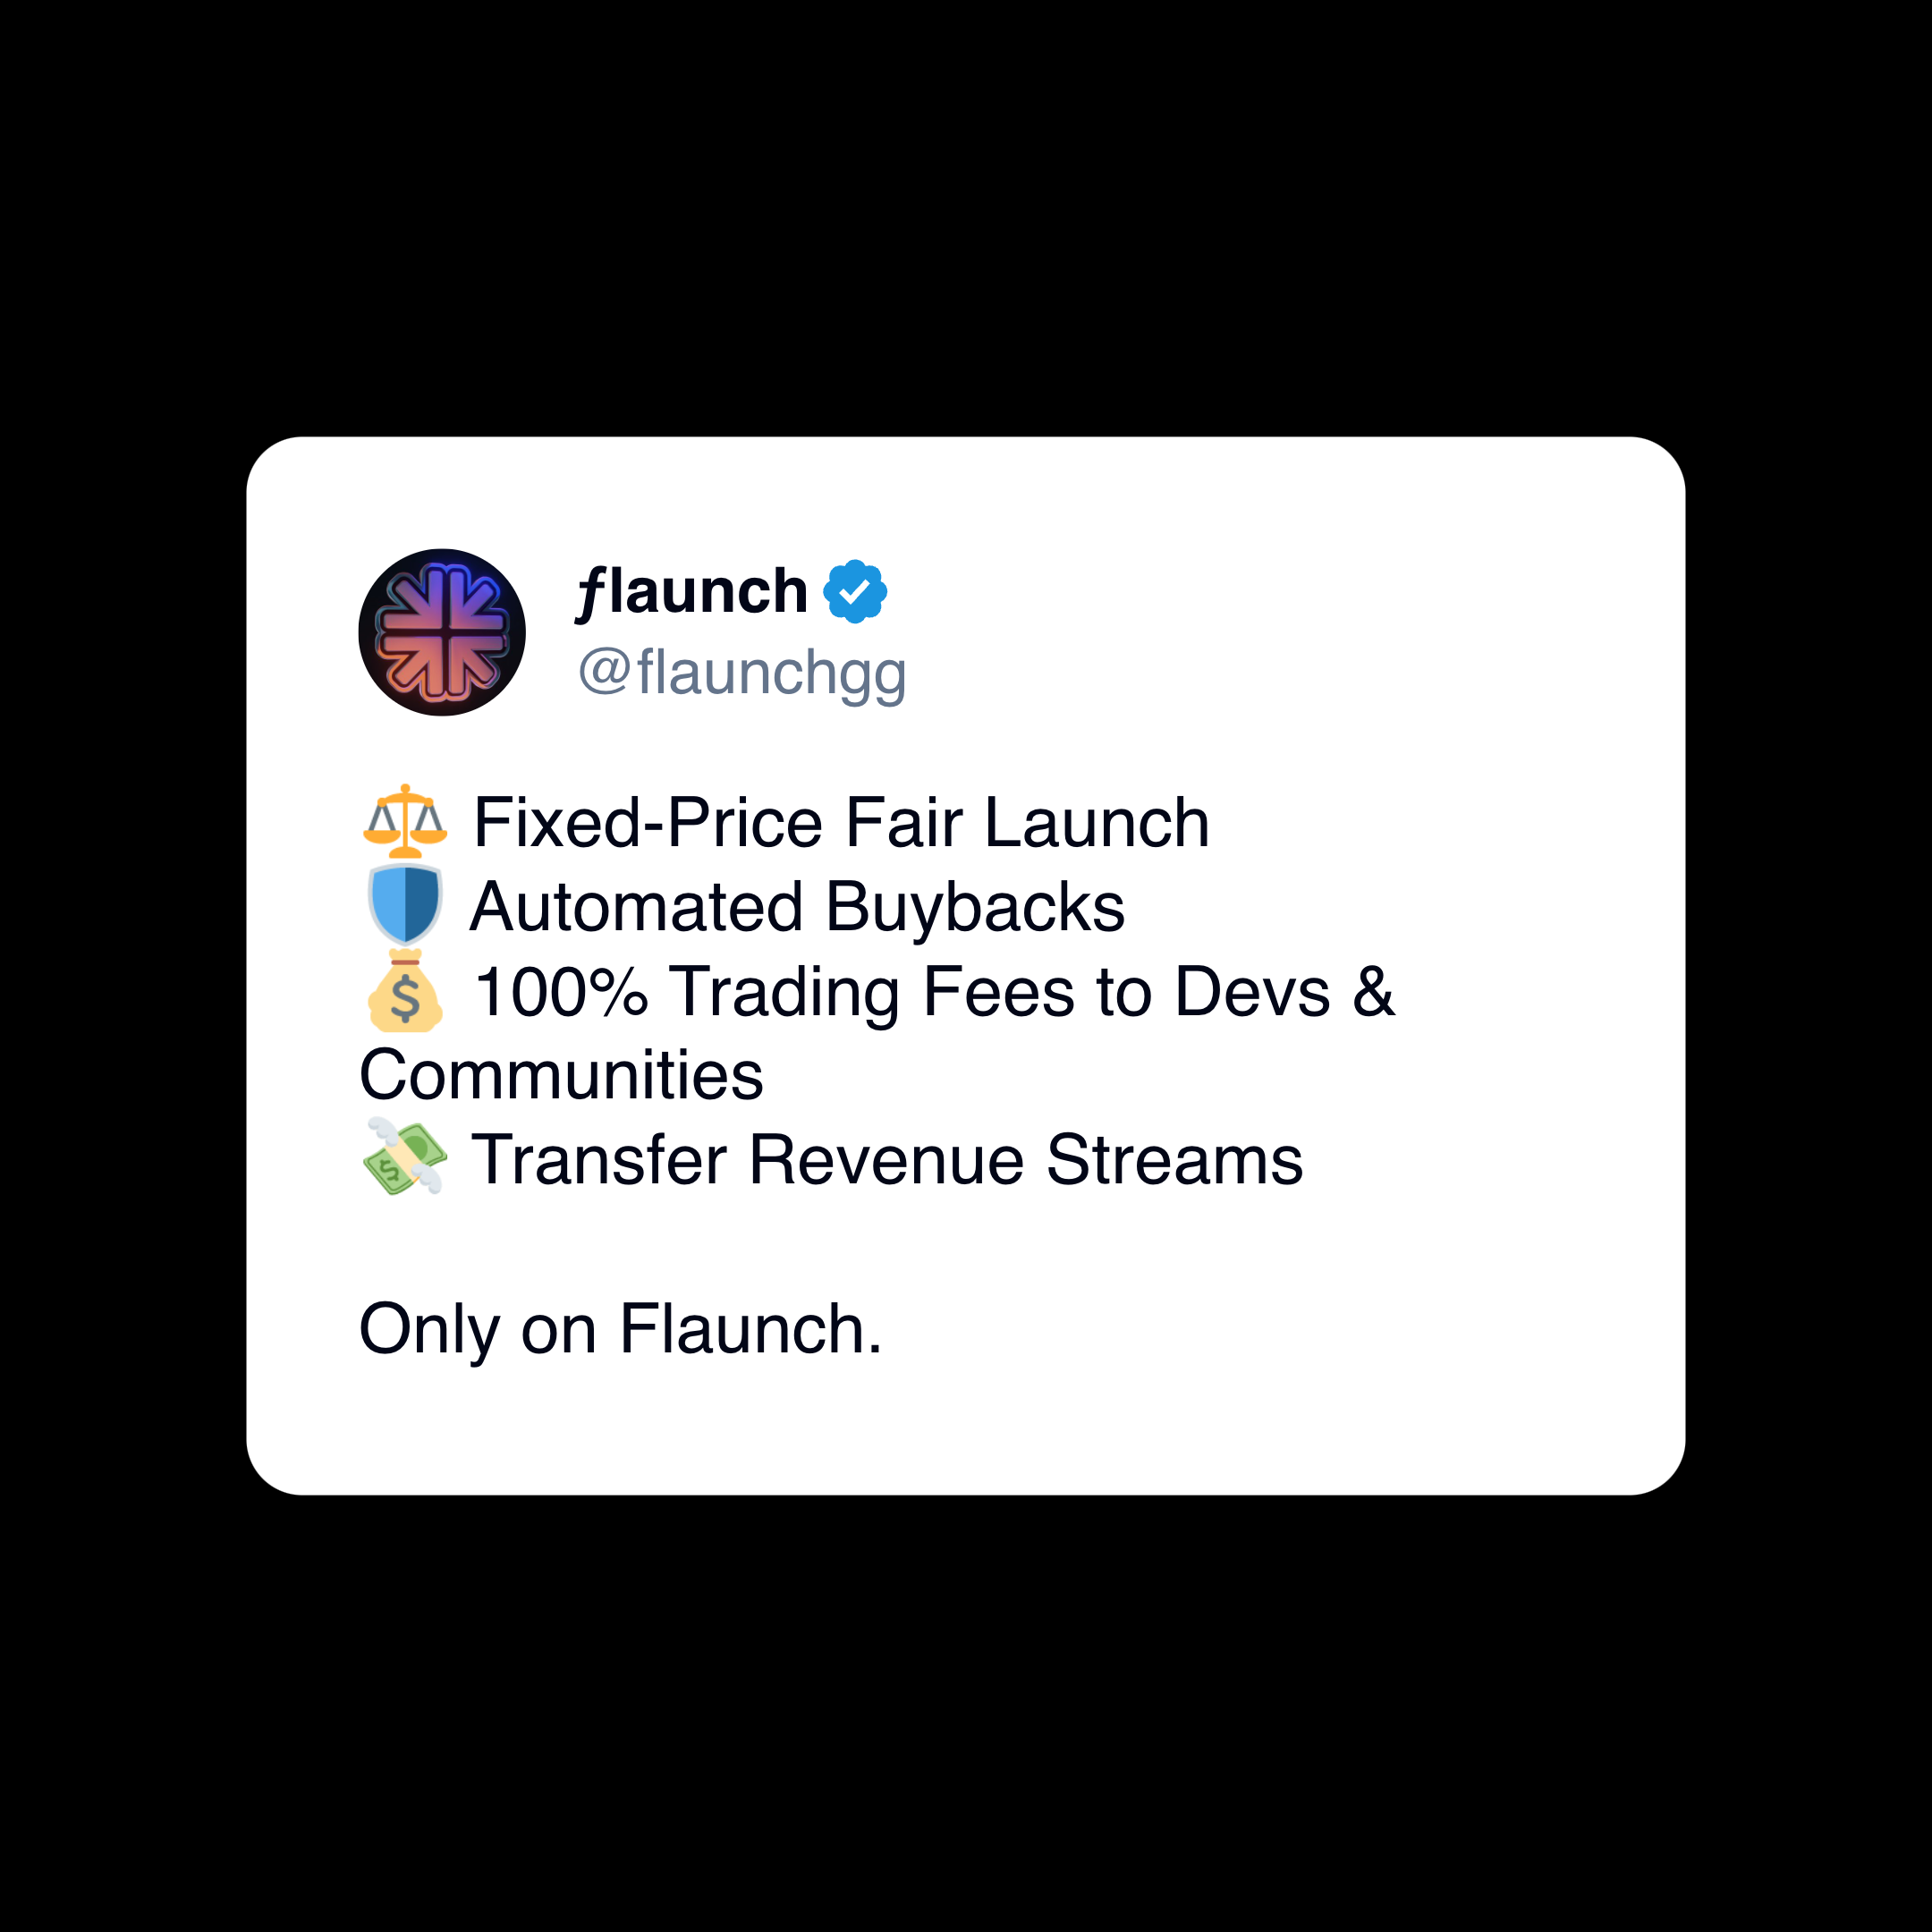 ƒlaunch
@flaunchgg
⚖️ Fixed-Price Fair Launch
🛡️ Automated Buybacks
💰 100% Trading Fees to Devs &
Communities
💸 Transfer Revenue Streams
Only on Flaunch.